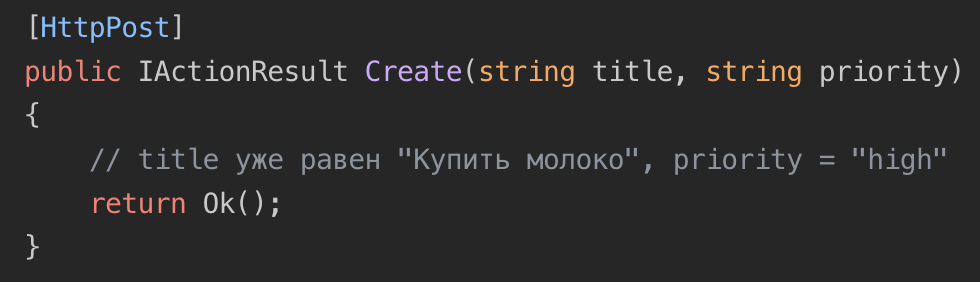 [HttpPost]
public IActionResult Create(string title, string priority)
{
    // title уже равен "Купить молоко", priority = "high"
    return Ok();
}